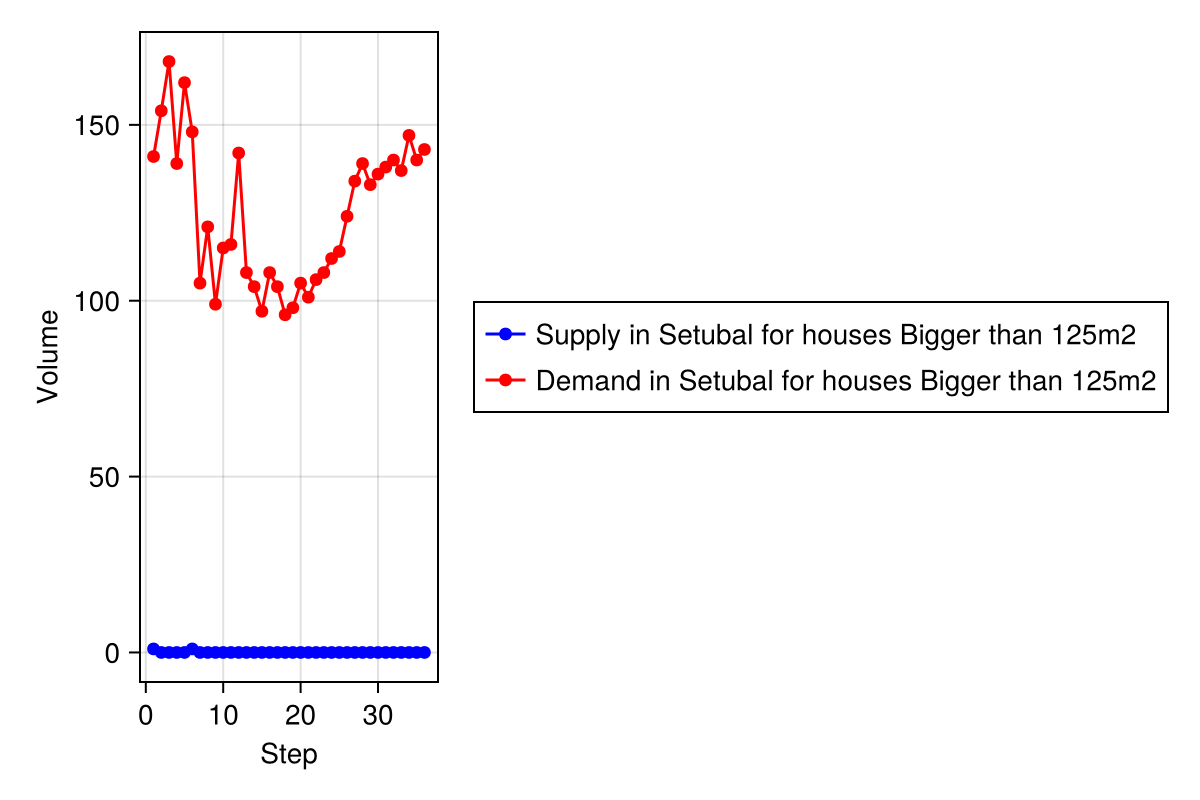 Volume
150
100
50
0
0 10 20 30
Step
Supply in Setubal for houses Bigger than 125m2
Demand in Setubal for houses Bigger than 125m2